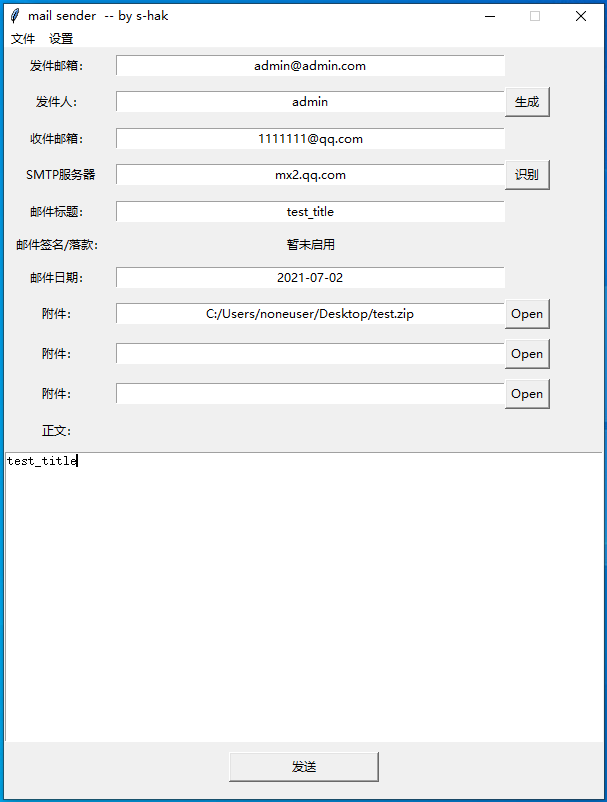 mail sender -- by s-hak
文件 设置
发件邮箱: admin@admin.com
发件人: admin 生成
收件邮箱: 1111111@qq.com
SMTP服务器 mx2.qq.com 识别
邮件标题: test_title
邮件签名/落款: 暂未启用
邮件日期: 2021-07-02
附件: C:/Users/noneuser/Desktop/test.zip Open
附件: Open
附件: Open
正文:
test_title
发送